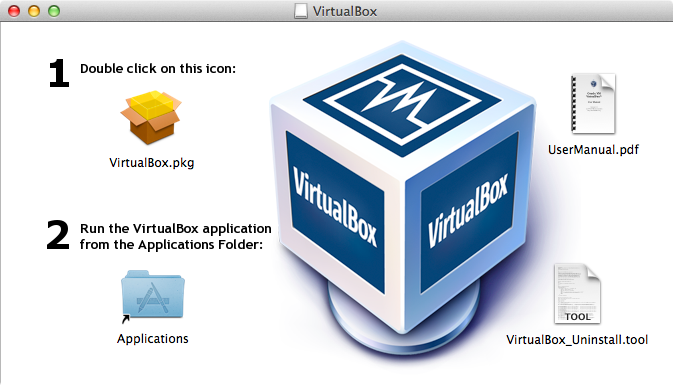 VirtualBox
1 Double click on this icon:
VirtualBox.pkg
2 Run the VirtualBox application
from the Applications Folder:
Applications
VirtualBox
VirtualBox
UserManual.pdf
TOOL
VirtualBox_Uninstall.tool